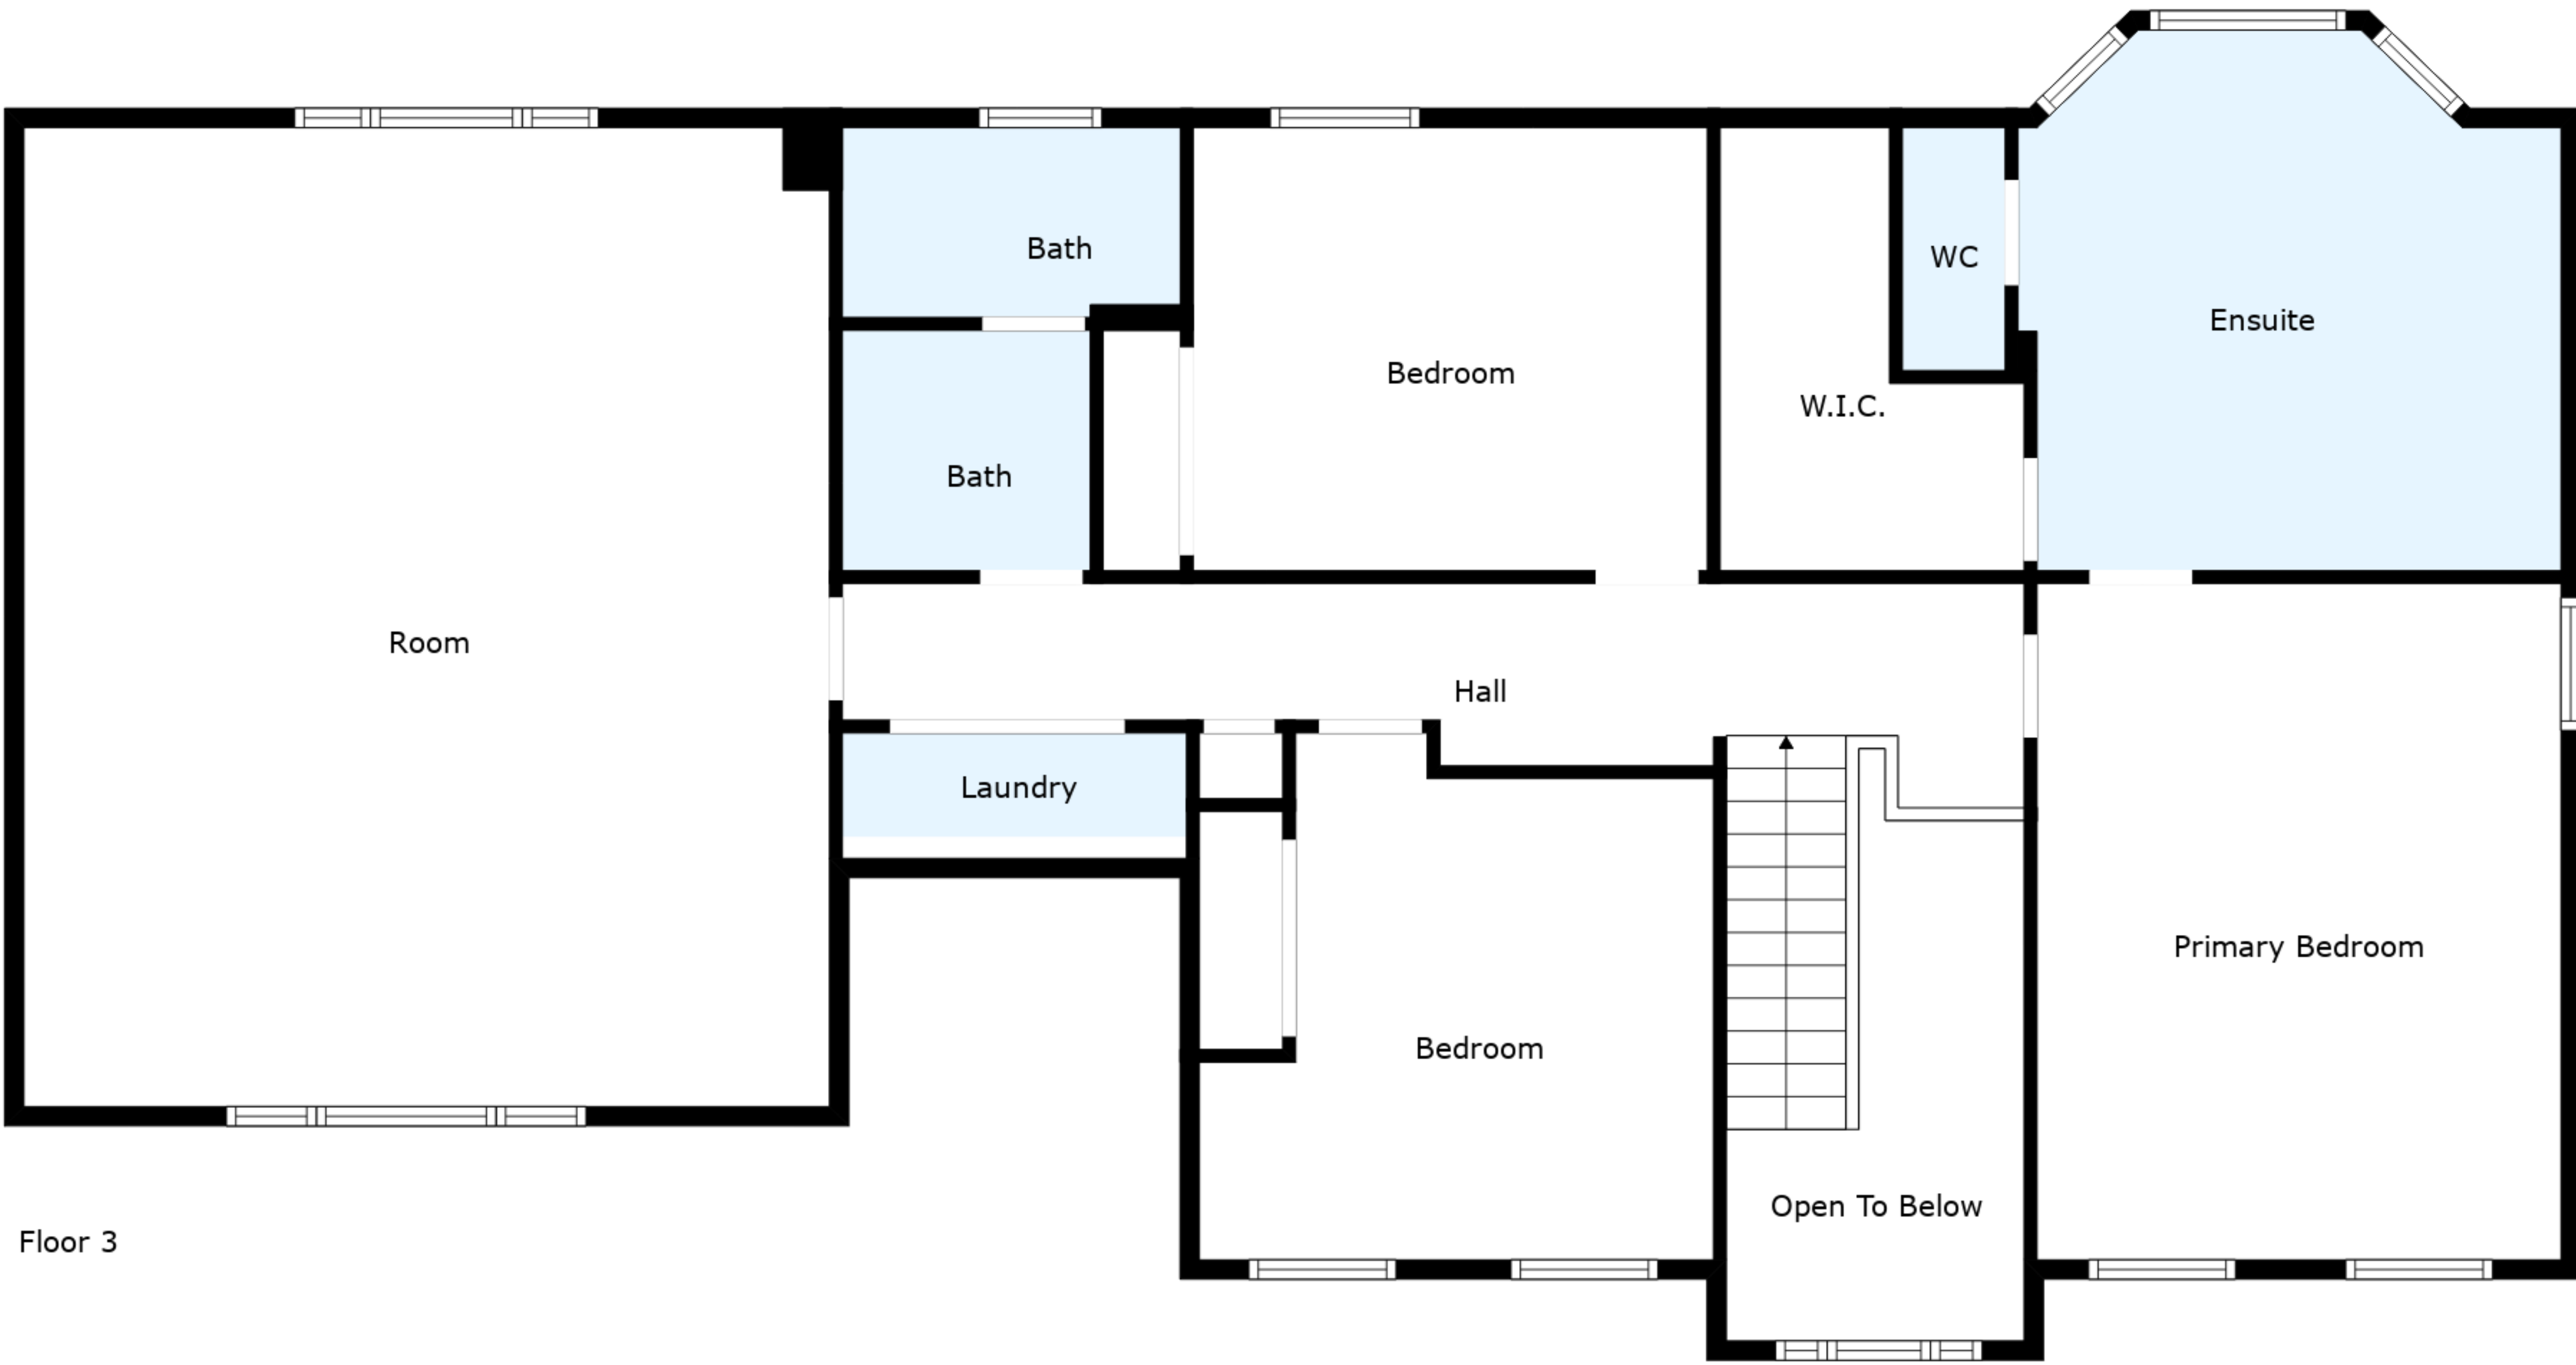 Bath
WC
Ensuite
Bedroom
W.I.C.
Bath
Room
Hall
Laundry
Primary Bedroom
Bedroom
Open To Below
Floor 3